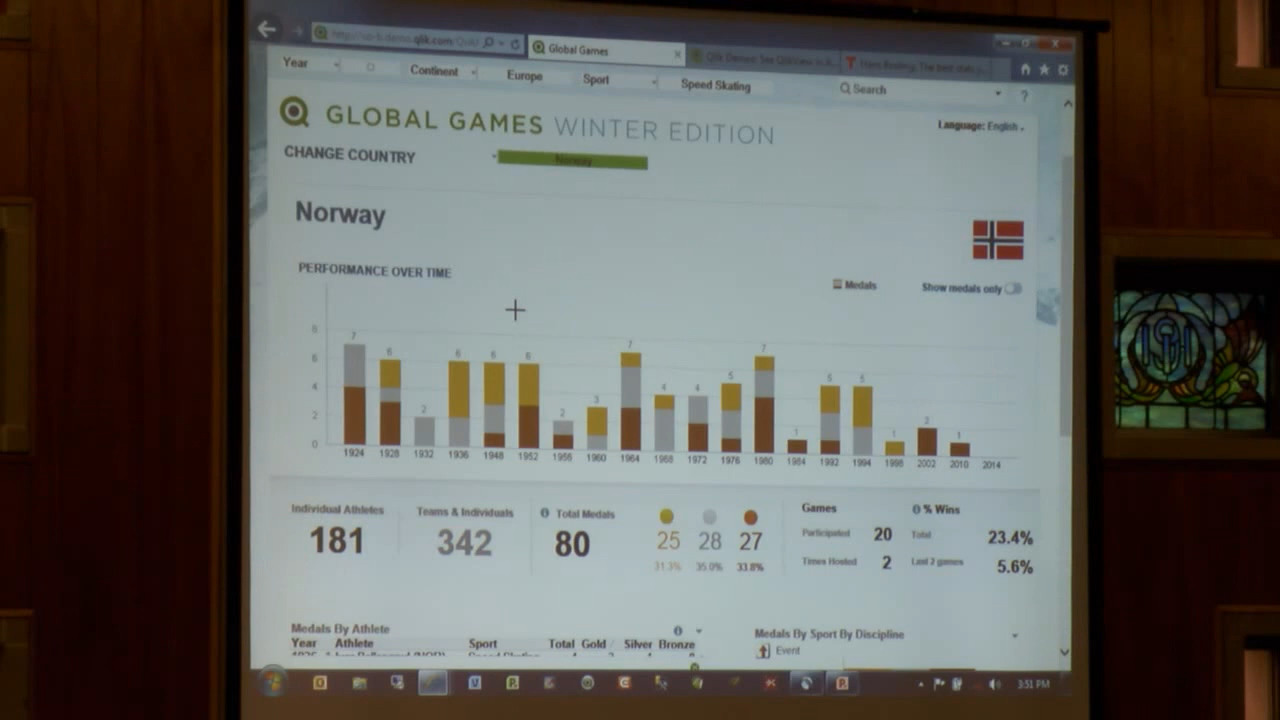 Global Games
Year
Continent
Europe
Sport
Speed Skating
Search
?
GLOBAL GAMES WINTER EDITION
Language: English
CHANGE COUNTRY
Norway
Norway
PERFORMANCE OVER TIME
Medals
Show medals only
8
6
4
2
0
7 6 2 6 6 6 2 3 7 4 4 5 7 1 5 5 1 2 1
1924 1928 1932 1936 1948 1952 1956 1960 1964 1968 1972 1976 1980 1984 1992 1994 1998 2002 2010 2014
Individual Athletes
181
Teams & Individuals
342
Total Medals
80
25 28 27
31.3% 35.0% 33.8%
Games
Participated 20
Times Hosted 2
% Wins
Total 23.4%
Last 2 games 5.6%
Medals By Athlete
Year Athlete Sport Total Gold Silver Bronze
Medals By Sport By Discipline
Event
3:51 PM